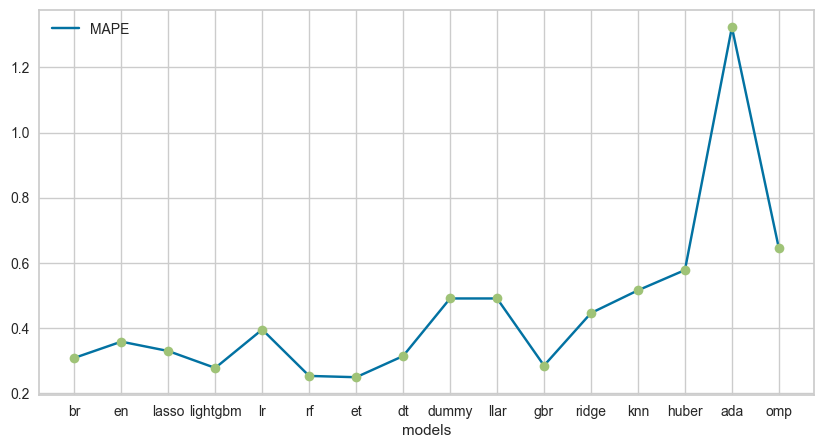 MAPE
1.2
1.0
0.8
0.6
0.4
0.2
br en lasso lightgbm lr rf et dt dummy llar gbr ridge knn huber ada omp
models